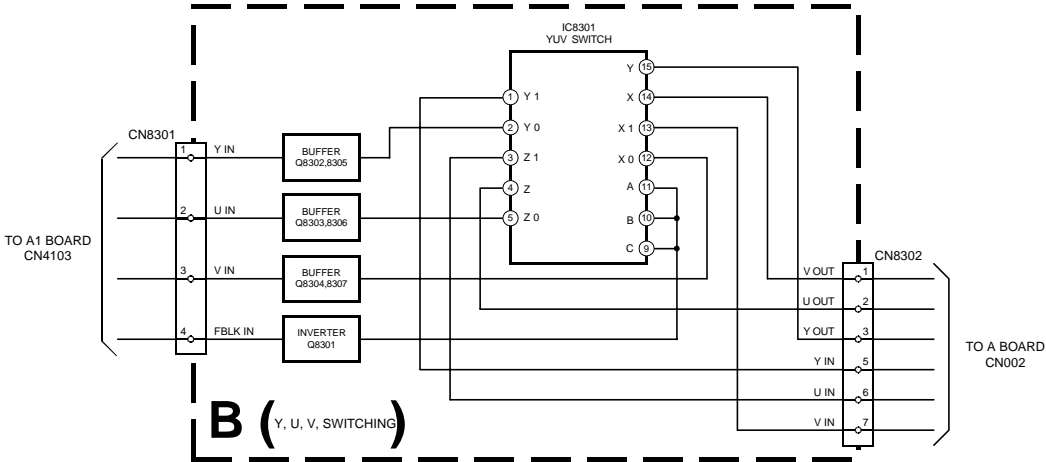 IC8301
YUV SWITCH
Y 15
1 Y 1
X 14
2 Y 0
X 1 13
3 Z 1
X 0 12
4 Z
A 11
5 Z 0
B 10
C 9
CN8301
1 Y IN
BUFFER
Q8302,8305
2 U IN
BUFFER
Q8303,8306
3 V IN
BUFFER
Q8304,8307
4 FBLK IN
INVERTER
Q8301
TO A1 BOARD
CN4103
CN8302
V OUT 1
U OUT 2
Y OUT 3
Y IN 5
U IN 6
V IN 7
TO A BOARD
CN002
B ( Y, U, V, SWITCHING )